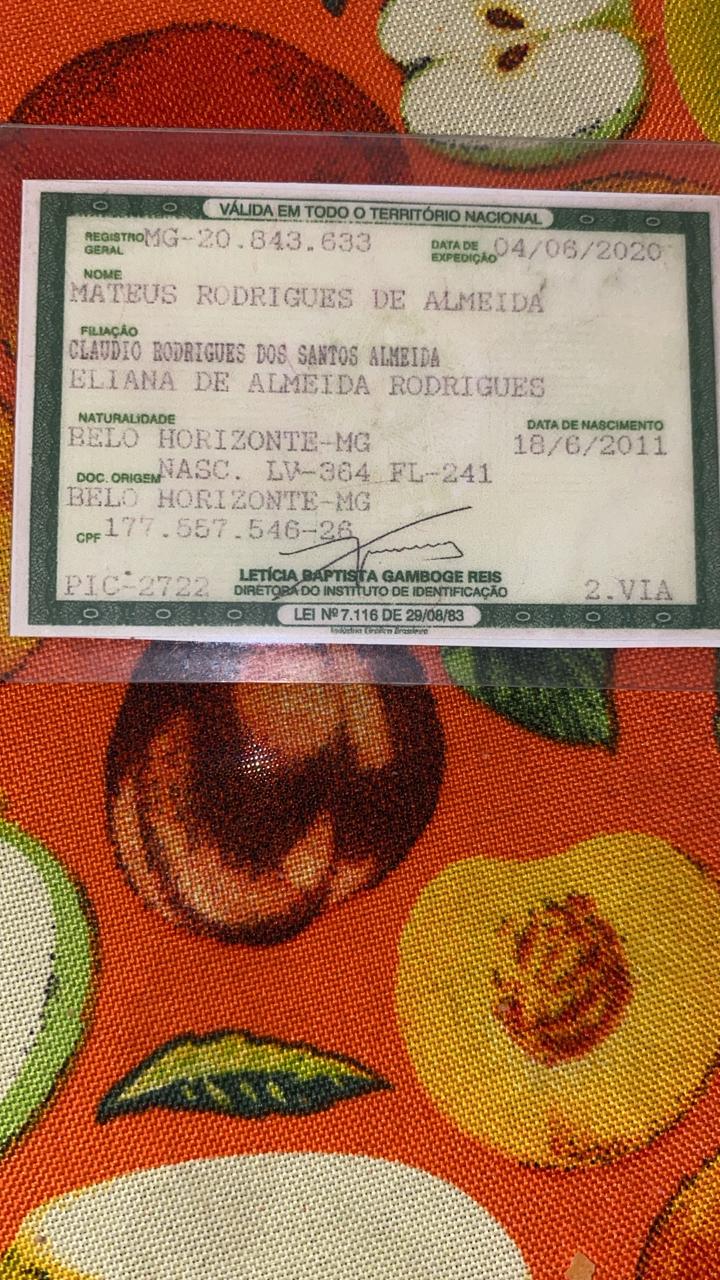 VÁLIDA EM TODO O TERRITÓRIO NACIONAL
REGISTRO GERAL MG-20.843.633 DATA DE EXPEDIÇÃO 04/06/2020
NOME
MATEUS RODRIGUES DE ALMEIDA
FILIAÇÃO
CLAUDIO RODRIGUES DOS SANTOS ALMEIDA
ELIANA DE ALMEIDA RODRIGUES
NATURALIDADE DATA DE NASCIMENTO
BELO HORIZONTE-MG 18/6/2011
DOC. ORIGEM NASC. LV-364 FL-241
BELO HORIZONTE-MG
CPF 177.557.546-26
LETÍCIA BAPTISTA GAMBOGE REIS
PIC-2722 DIRETORA DO INSTITUTO DE IDENTIFICAÇÃO 2.VIA
LEI Nº 7.116 DE 29/08/83